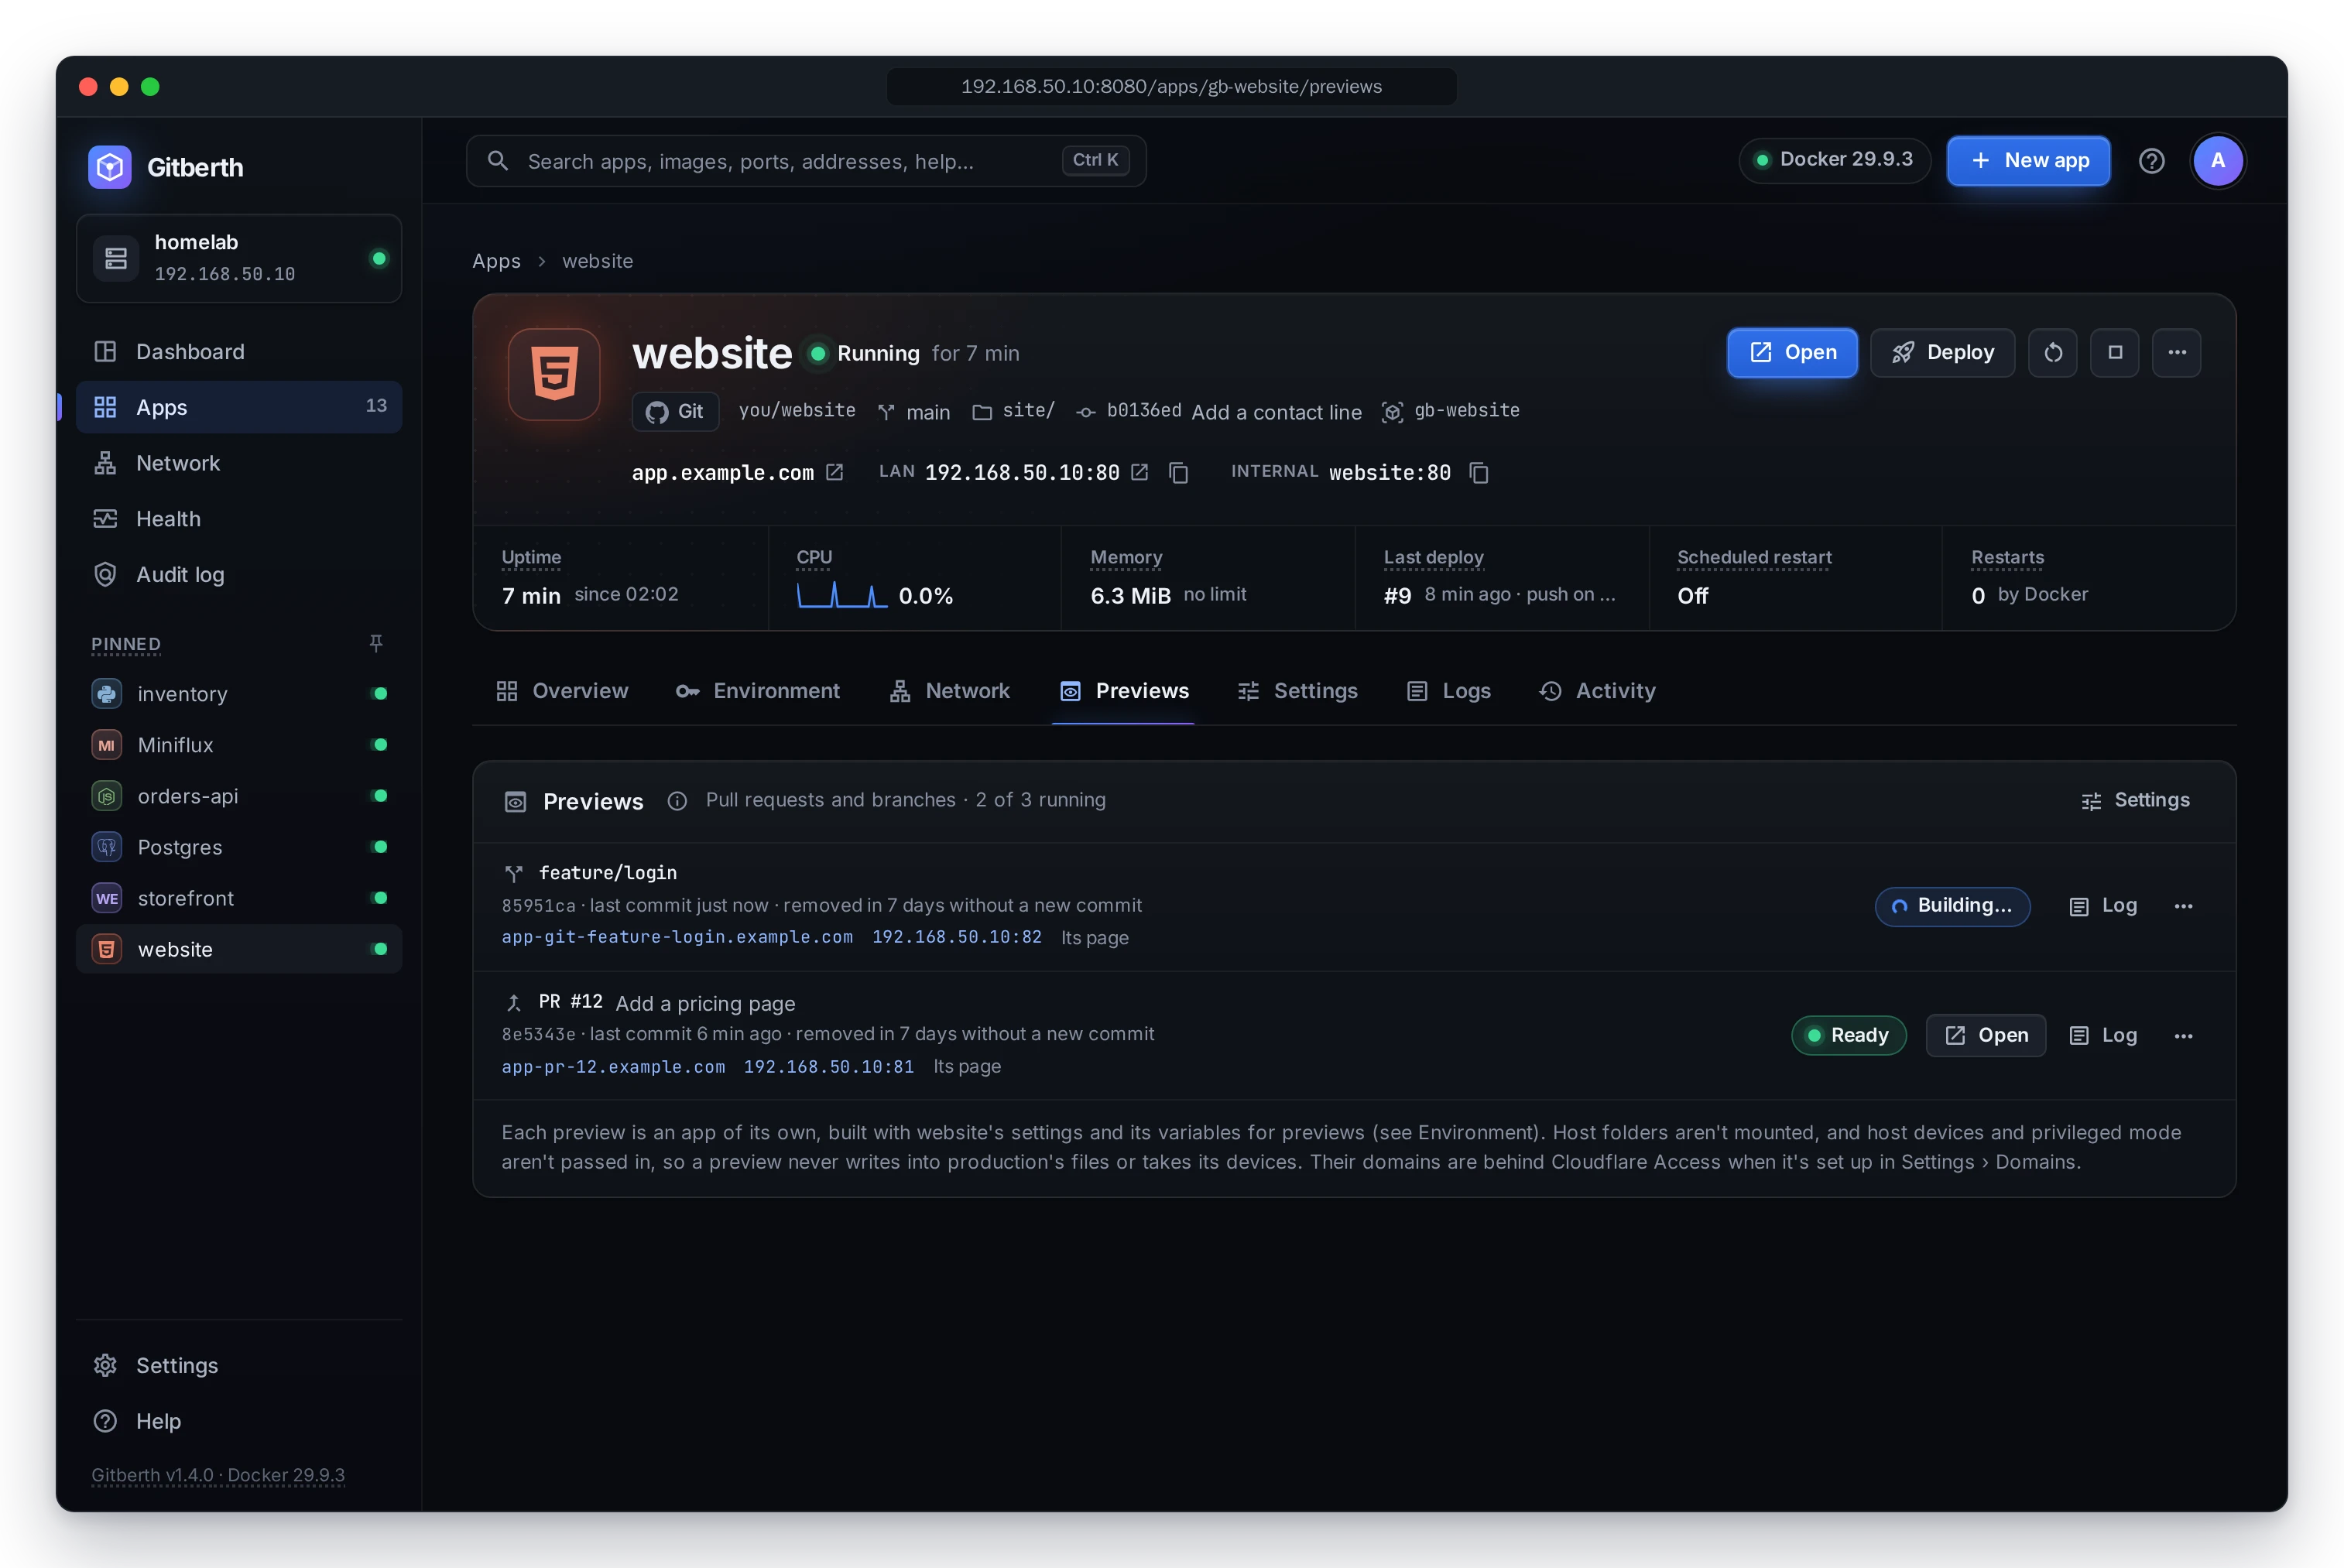 192.168.50.10:8080/apps/gb-website/previews
Gitberth
Search apps, images, ports, addresses, help...
Ctrl K
Docker 29.9.3
New app
A
homelab
192.168.50.10
Dashboard
Apps 13
Network
Health
Audit log
PINNED
inventory
MI Miniflux
orders-api
Postgres
WE storefront
website
Settings
Help
Gitberth v1.4.0 · Docker 29.9.3
Apps › website
website Running for 7 min
Open
Deploy
Git you/website main site/ b0136ed Add a contact line gb-website
app.example.com LAN 192.168.50.10:80 INTERNAL website:80
Uptime
7 min since 02:02
CPU
0.0%
Memory
6.3 MiB no limit
Last deploy
#9 8 min ago · push on ...
Scheduled restart
Off
Restarts
0 by Docker
Overview Environment Network Previews Settings Logs Activity
Previews Pull requests and branches · 2 of 3 running Settings
feature/login
85951ca · last commit just now · removed in 7 days without a new commit
app-git-feature-login.example.com 192.168.50.10:82 Its page
Building... Log
PR #12 Add a pricing page
8e5343e · last commit 6 min ago · removed in 7 days without a new commit
app-pr-12.example.com 192.168.50.10:81 Its page
Ready Open Log
Each preview is an app of its own, built with website's settings and its variables for previews (see Environment). Host folders aren't mounted, and host devices and privileged mode
aren't passed in, so a preview never writes into production's files or takes its devices. Their domains are behind Cloudflare Access when it's set up in Settings › Domains.